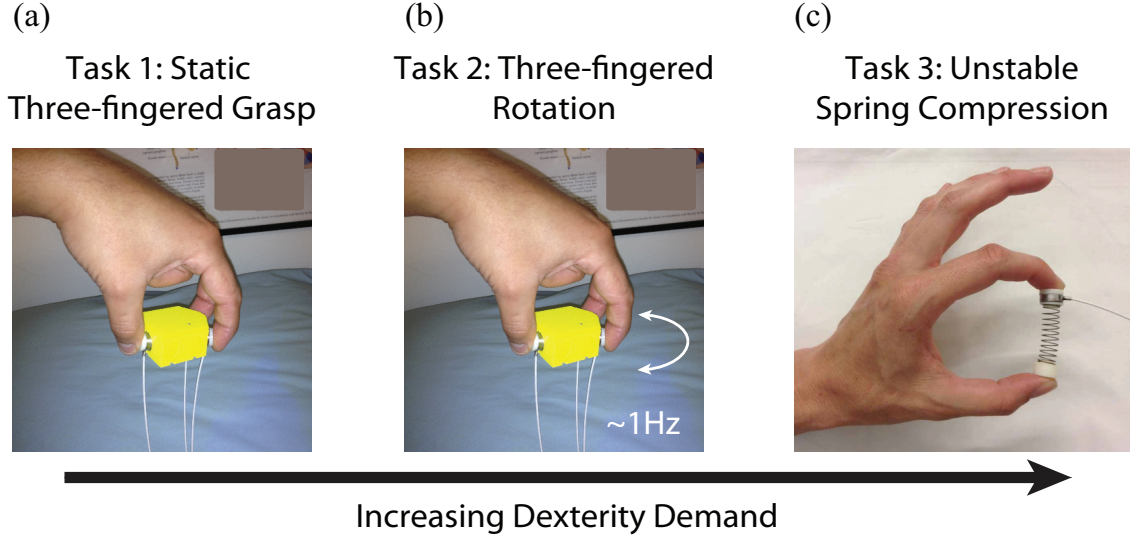 (a)
(b)
(c)
Task 1: Static
Three-fingered Grasp
Task 2: Three-fingered
Rotation
Task 3: Unstable
Spring Compression
~1Hz
Increasing Dexterity Demand